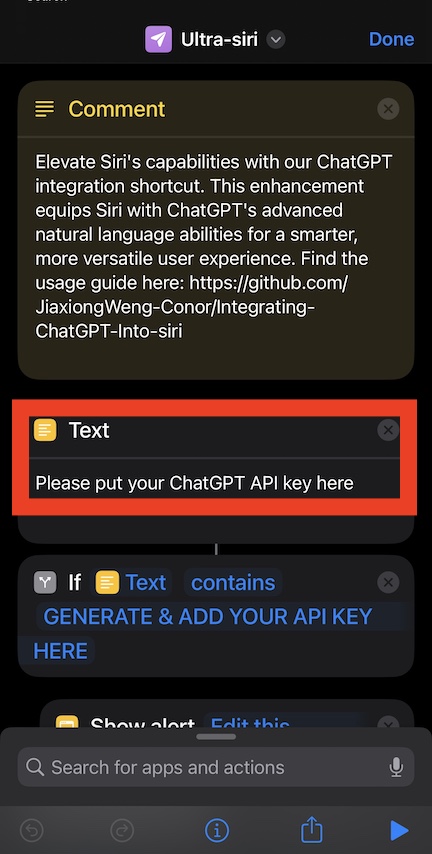 Ultra-siri
Done
Comment
Elevate Siri's capabilities with our ChatGPT
integration shortcut. This enhancement
equips Siri with ChatGPT's advanced
natural language abilities for a smarter,
more versatile user experience. Find the
usage guide here: https://github.com/
JiaxiongWeng-Conor/Integrating-
ChatGPT-Into-siri
Text
Please put your ChatGPT API key here
If Text contains
GENERATE & ADD YOUR API KEY
HERE
Show alert Edit this
Search for apps and actions